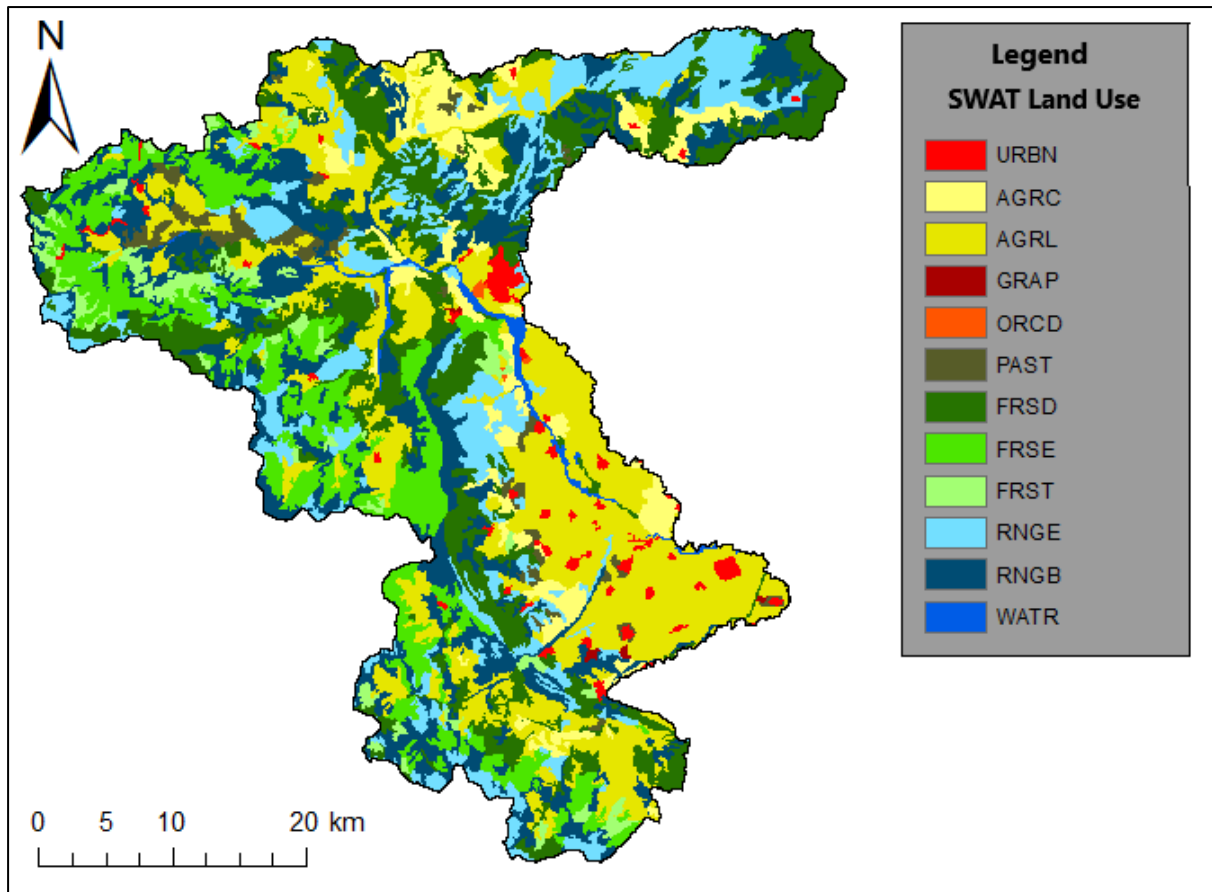 N
Legend
SWAT Land Use
URBN
AGRC
AGRL
GRAP
ORCD
PAST
FRSD
FRSE
FRST
RNGE
RNGB
WATR
0 5 10 20 km